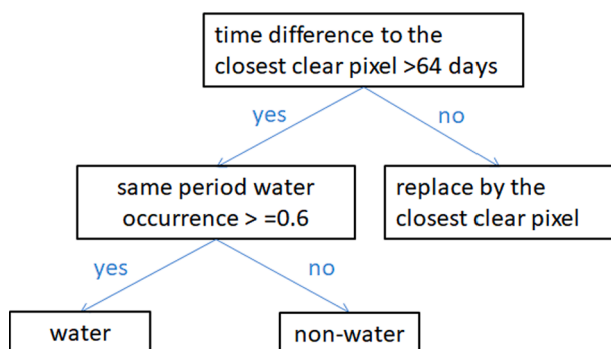 time difference to the
closest clear pixel >64 days
yes
no
same period water
occurrence > =0.6
replace by the
closest clear pixel
yes
no
water
non-water